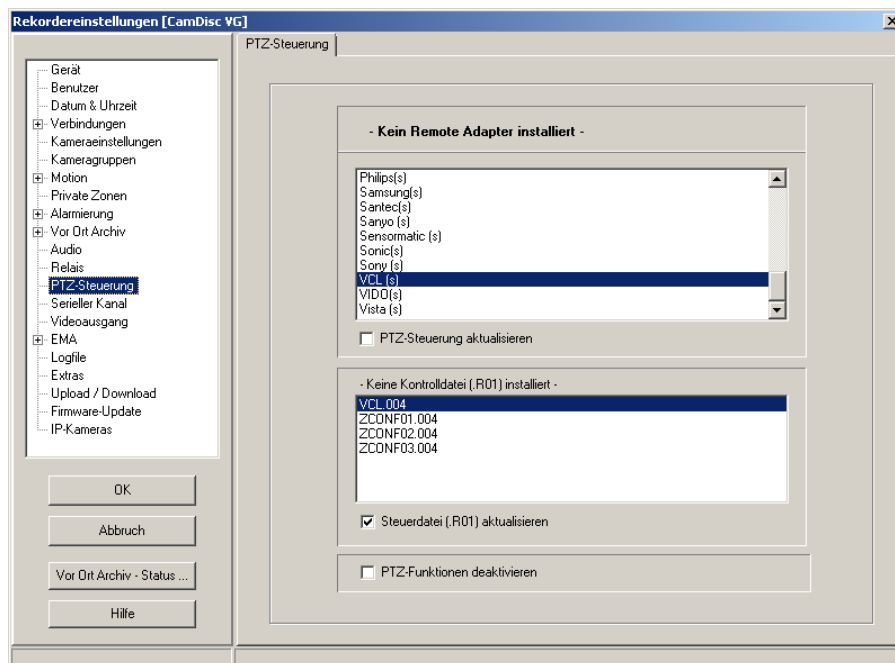 Rekordereinstellungen [CamDisc VG]
PTZ-Steuerung
Gerät
Benutzer
Datum & Uhrzeit
Verbindungen
Kameraeinstellungen
Kameragruppen
Motion
Private Zonen
Alarmierung
Vor Ort Archiv
Audio
Relais
PTZ-Steuerung
Serieller Kanal
Videoausgang
EMA
Logfile
Extras
Upload / Download
Firmware-Update
IP-Kameras
OK
Abbruch
Vor Ort Archiv - Status ...
Hilfe
- Kein Remote Adapter installiert -
Philips(s)
Samsung(s)
Santec(s)
Sanyo (s)
Sensormatic (s)
Sonic(s)
Sony (s)
VCL (s)
VIDO(s)
Vista (s)
PTZ-Steuerung aktualisieren
- Keine Kontrolldatei (.R01) installiert -
VCL.004
ZCONF01.004
ZCONF02.004
ZCONF03.004
Steuerdatei (.R01) aktualisieren
PTZ-Funktionen deaktivieren